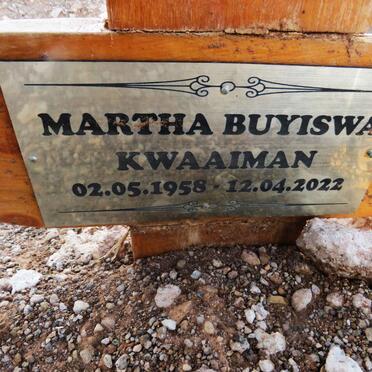 MARTHA BUYISWA
KWAAIMAN
02.05.1958 - 12.04.2022